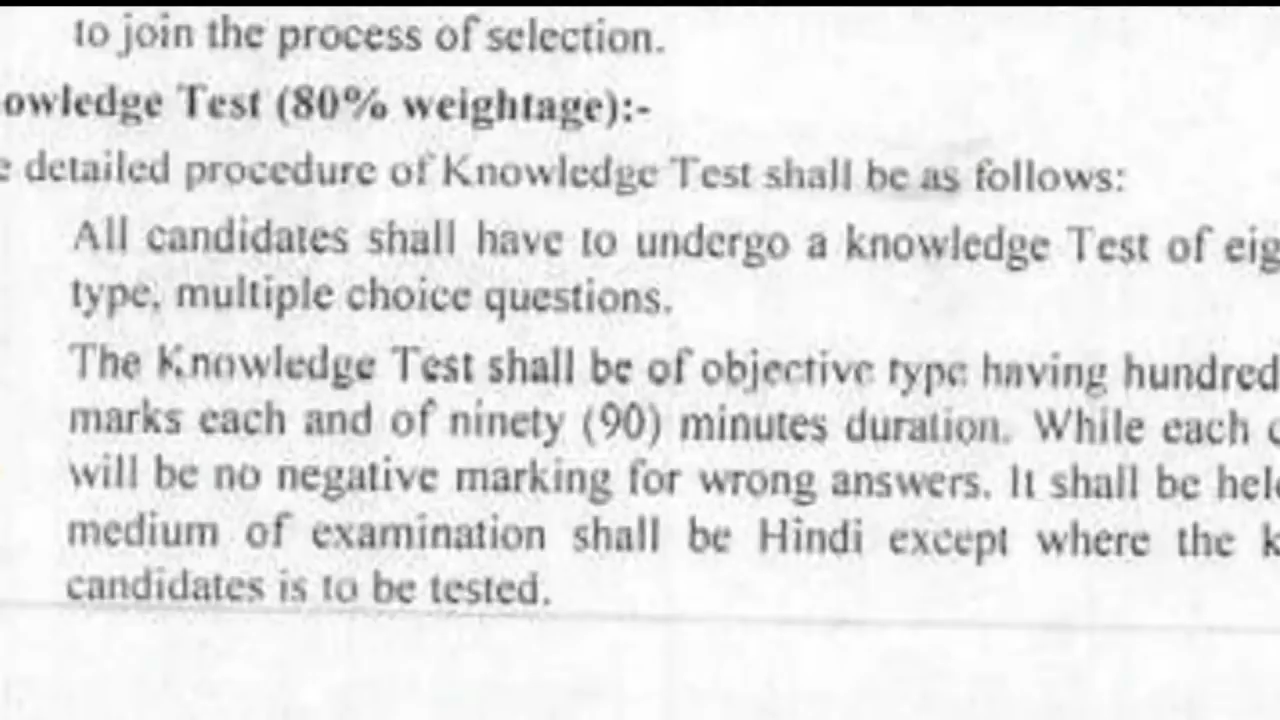 to join the process of selection.
owledge Test (80% weightage):-
e detailed procedure of Knowledge Test shall be as follows:
All candidates shall have to undergo a knowledge Test of eig
type, multiple choice questions.
The Knowledge Test shall be of objective type having hundred
marks each and of ninety (90) minutes duration. While each c
will be no negative marking for wrong answers. It shall be hel
medium of examination shall be Hindi except where the k
candidates is to be tested.